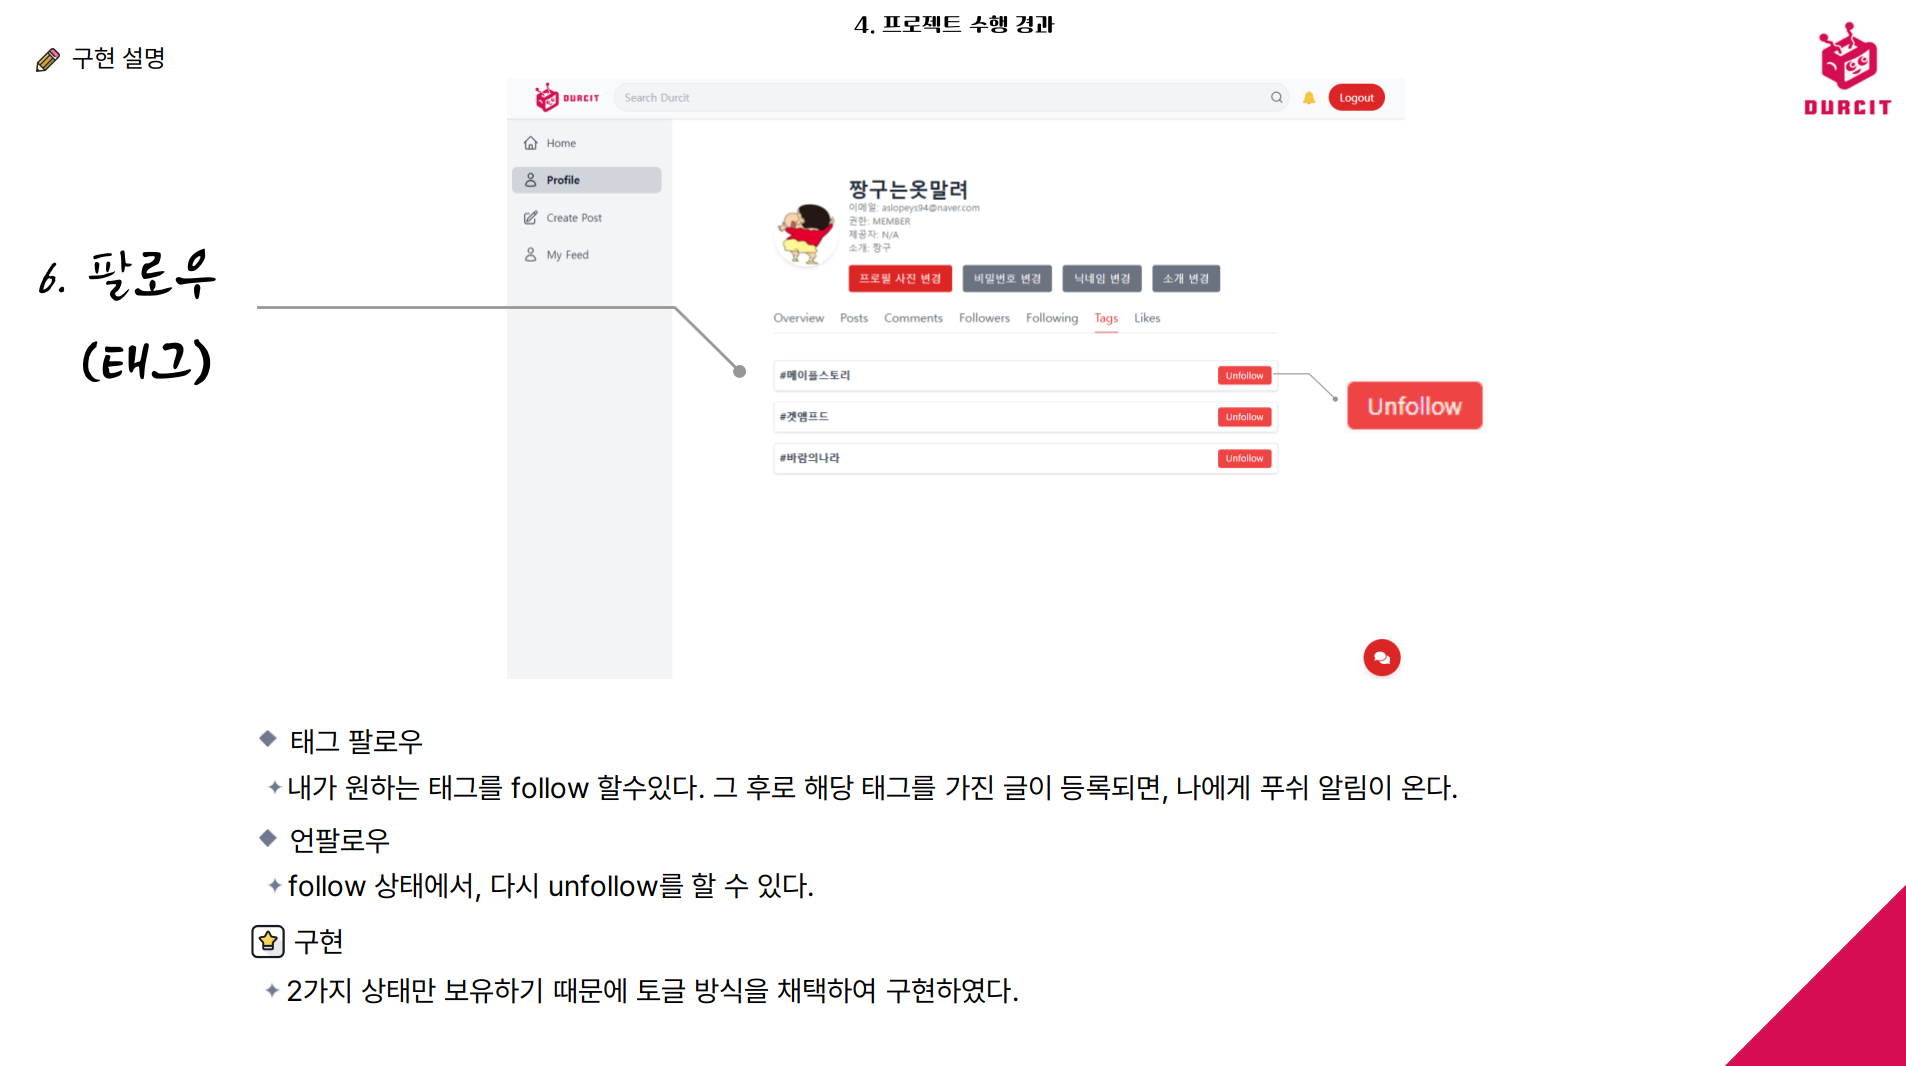 4. 프로젝트 수행 경과
구현 설명
DURCIT
DURCIT
Search Durcit
Logout
Home
Profile
Create Post
My Feed
6. 팔로우
(태그)
짱구는옷말려
이메일: aslopeys94@naver.com
권한: MEMBER
제공자: N/A
소개: 짱구
프로필 사진 변경 비밀번호 변경 닉네임 변경 소개 변경
Overview Posts Comments Followers Following Tags Likes
#메이플스토리 Unfollow
Unfollow
#겟앰프드 Unfollow
#바람의나라 Unfollow
태그 팔로우
내가 원하는 태그를 follow 할수있다. 그 후로 해당 태그를 가진 글이 등록되면, 나에게 푸쉬 알림이 온다.
언팔로우
follow 상태에서, 다시 unfollow를 할 수 있다.
구현
2가지 상태만 보유하기 때문에 토글 방식을 채택하여 구현하였다.